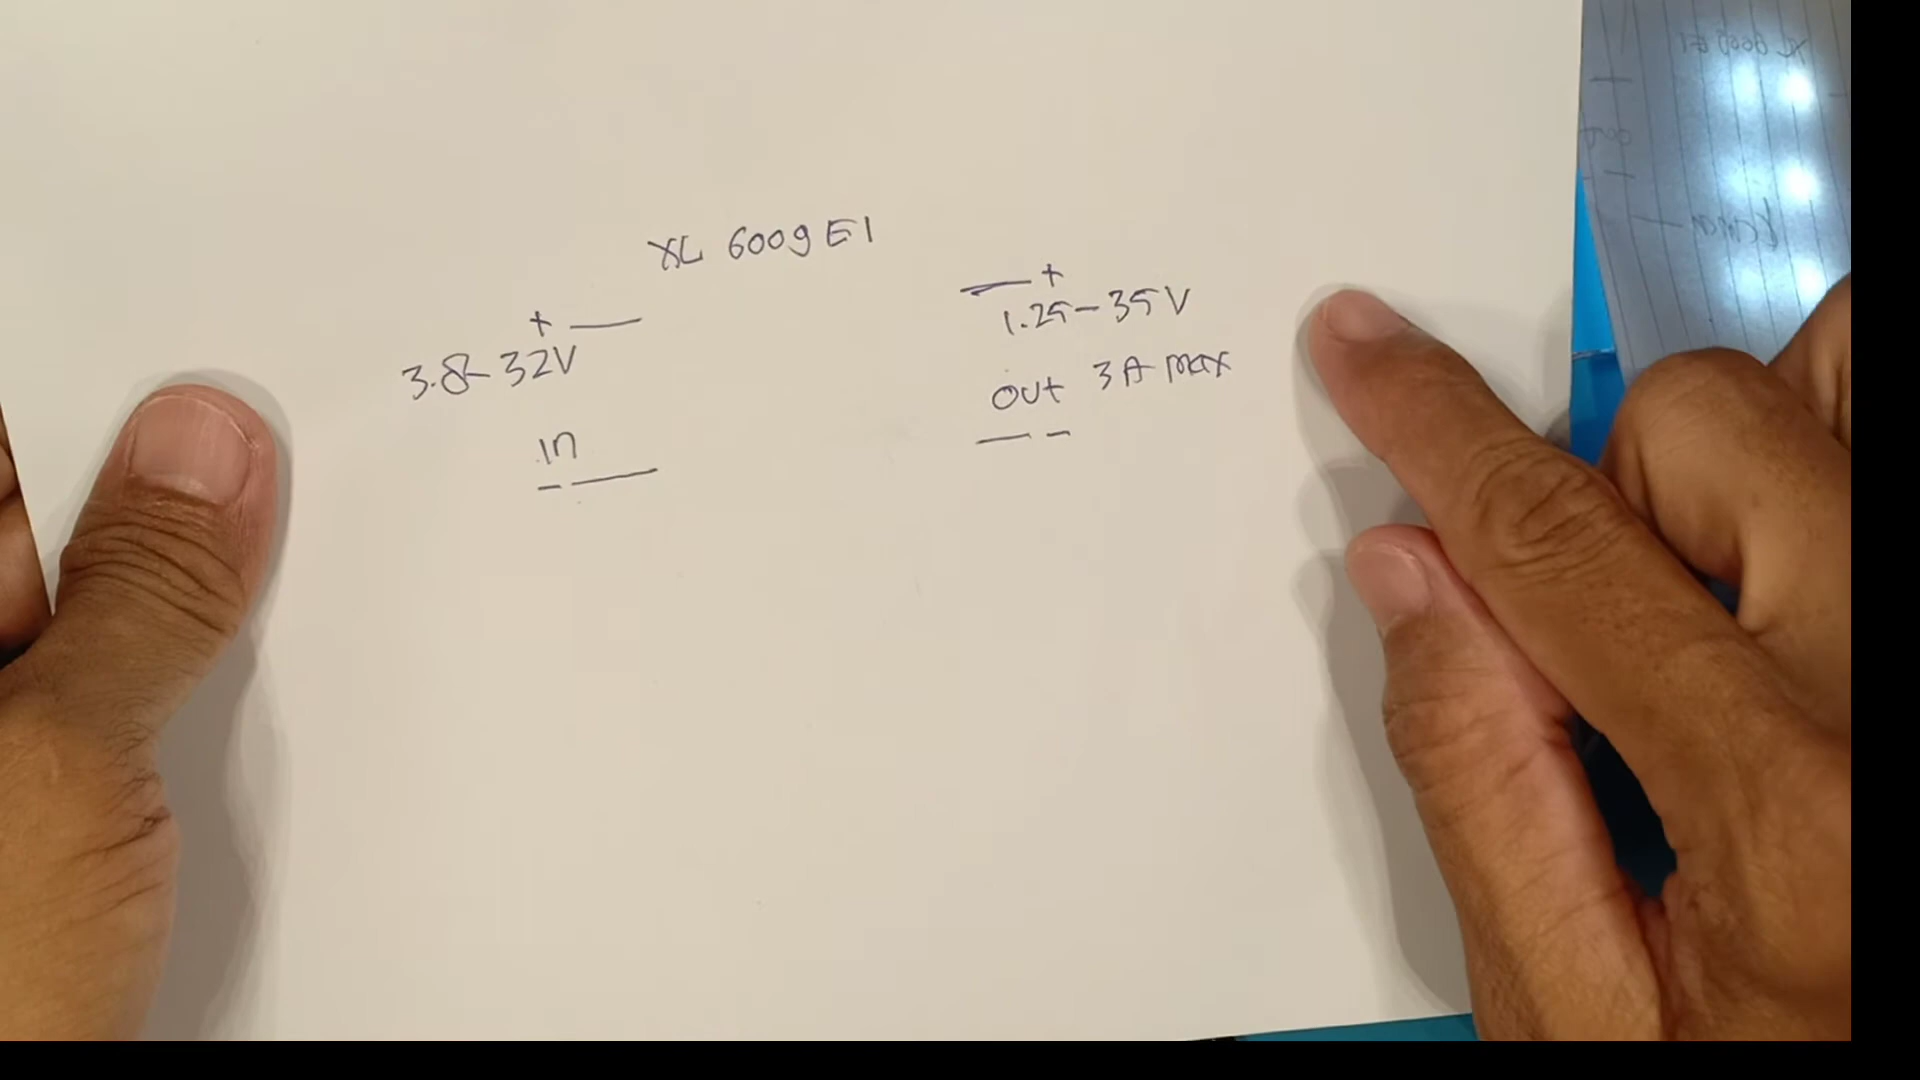 XL 6009E1
+ —
3.8-32V
in
- —
— +
1.25-35V
out 3A max
— -